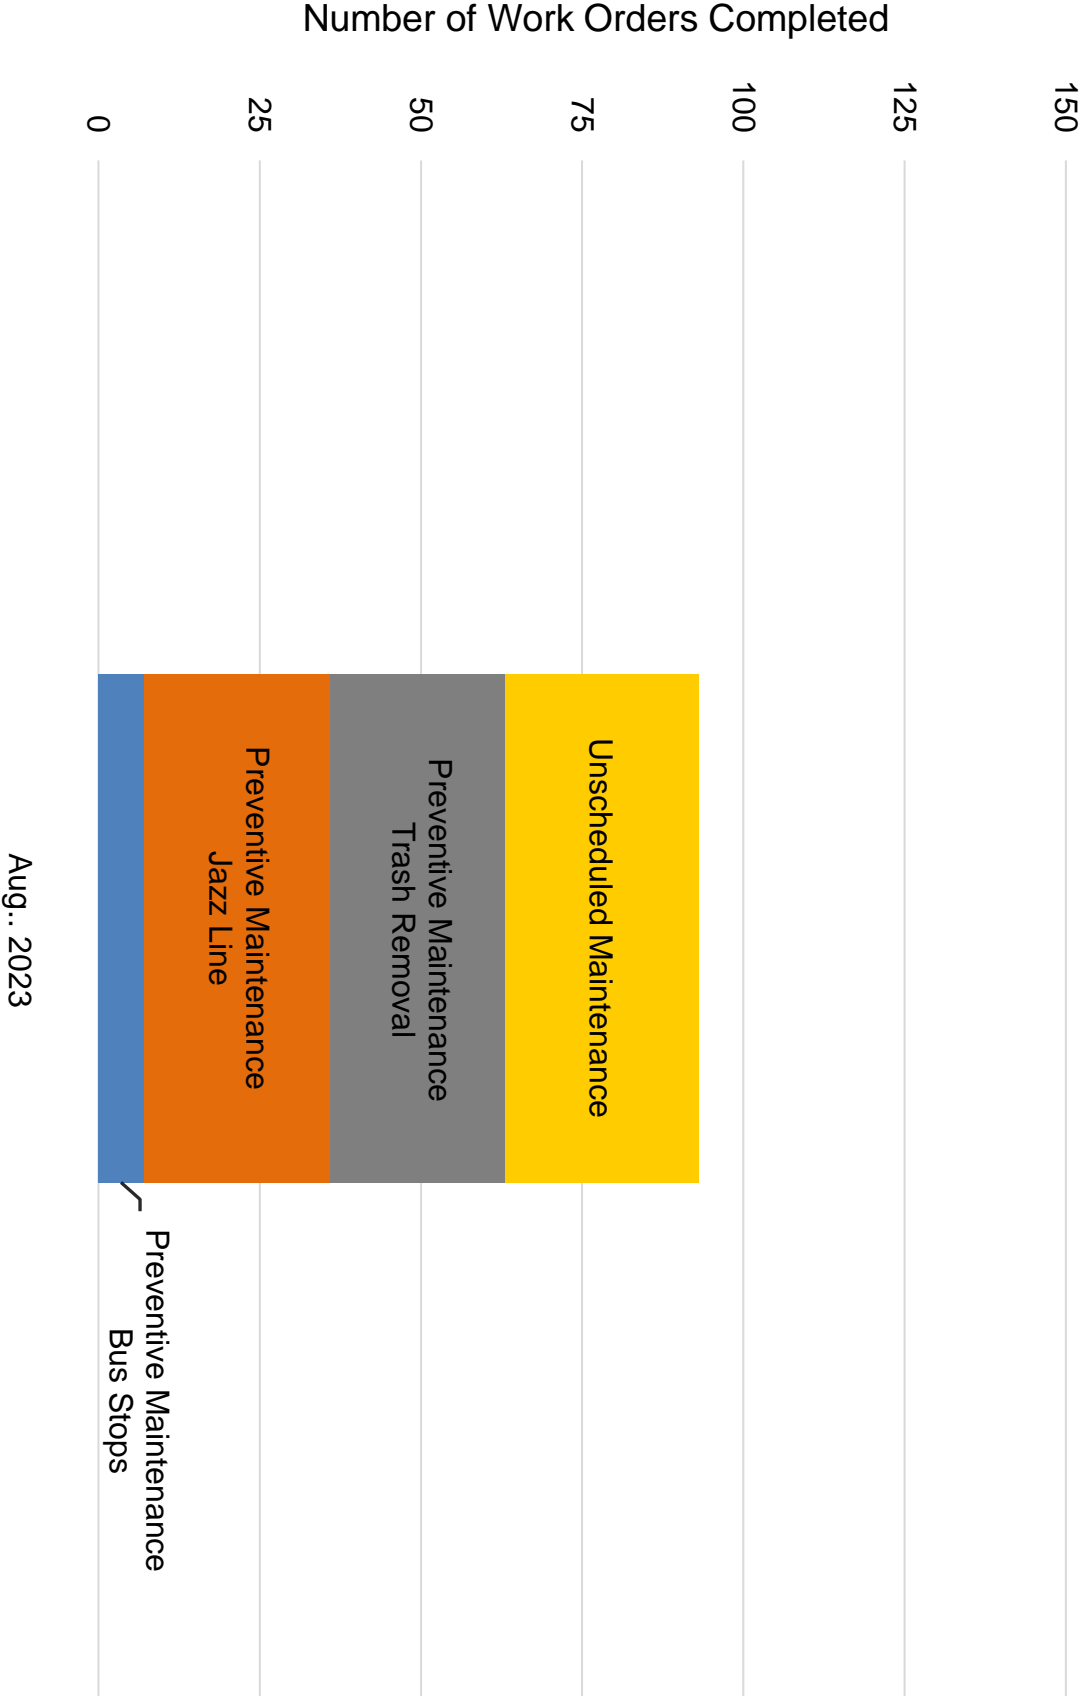 Number of Work Orders Completed
150
125
100
75
50
25
0
Unscheduled Maintenance
Preventive Maintenance
Trash Removal
Preventive Maintenance
Jazz Line
Preventive Maintenance
Bus Stops
Aug.. 2023